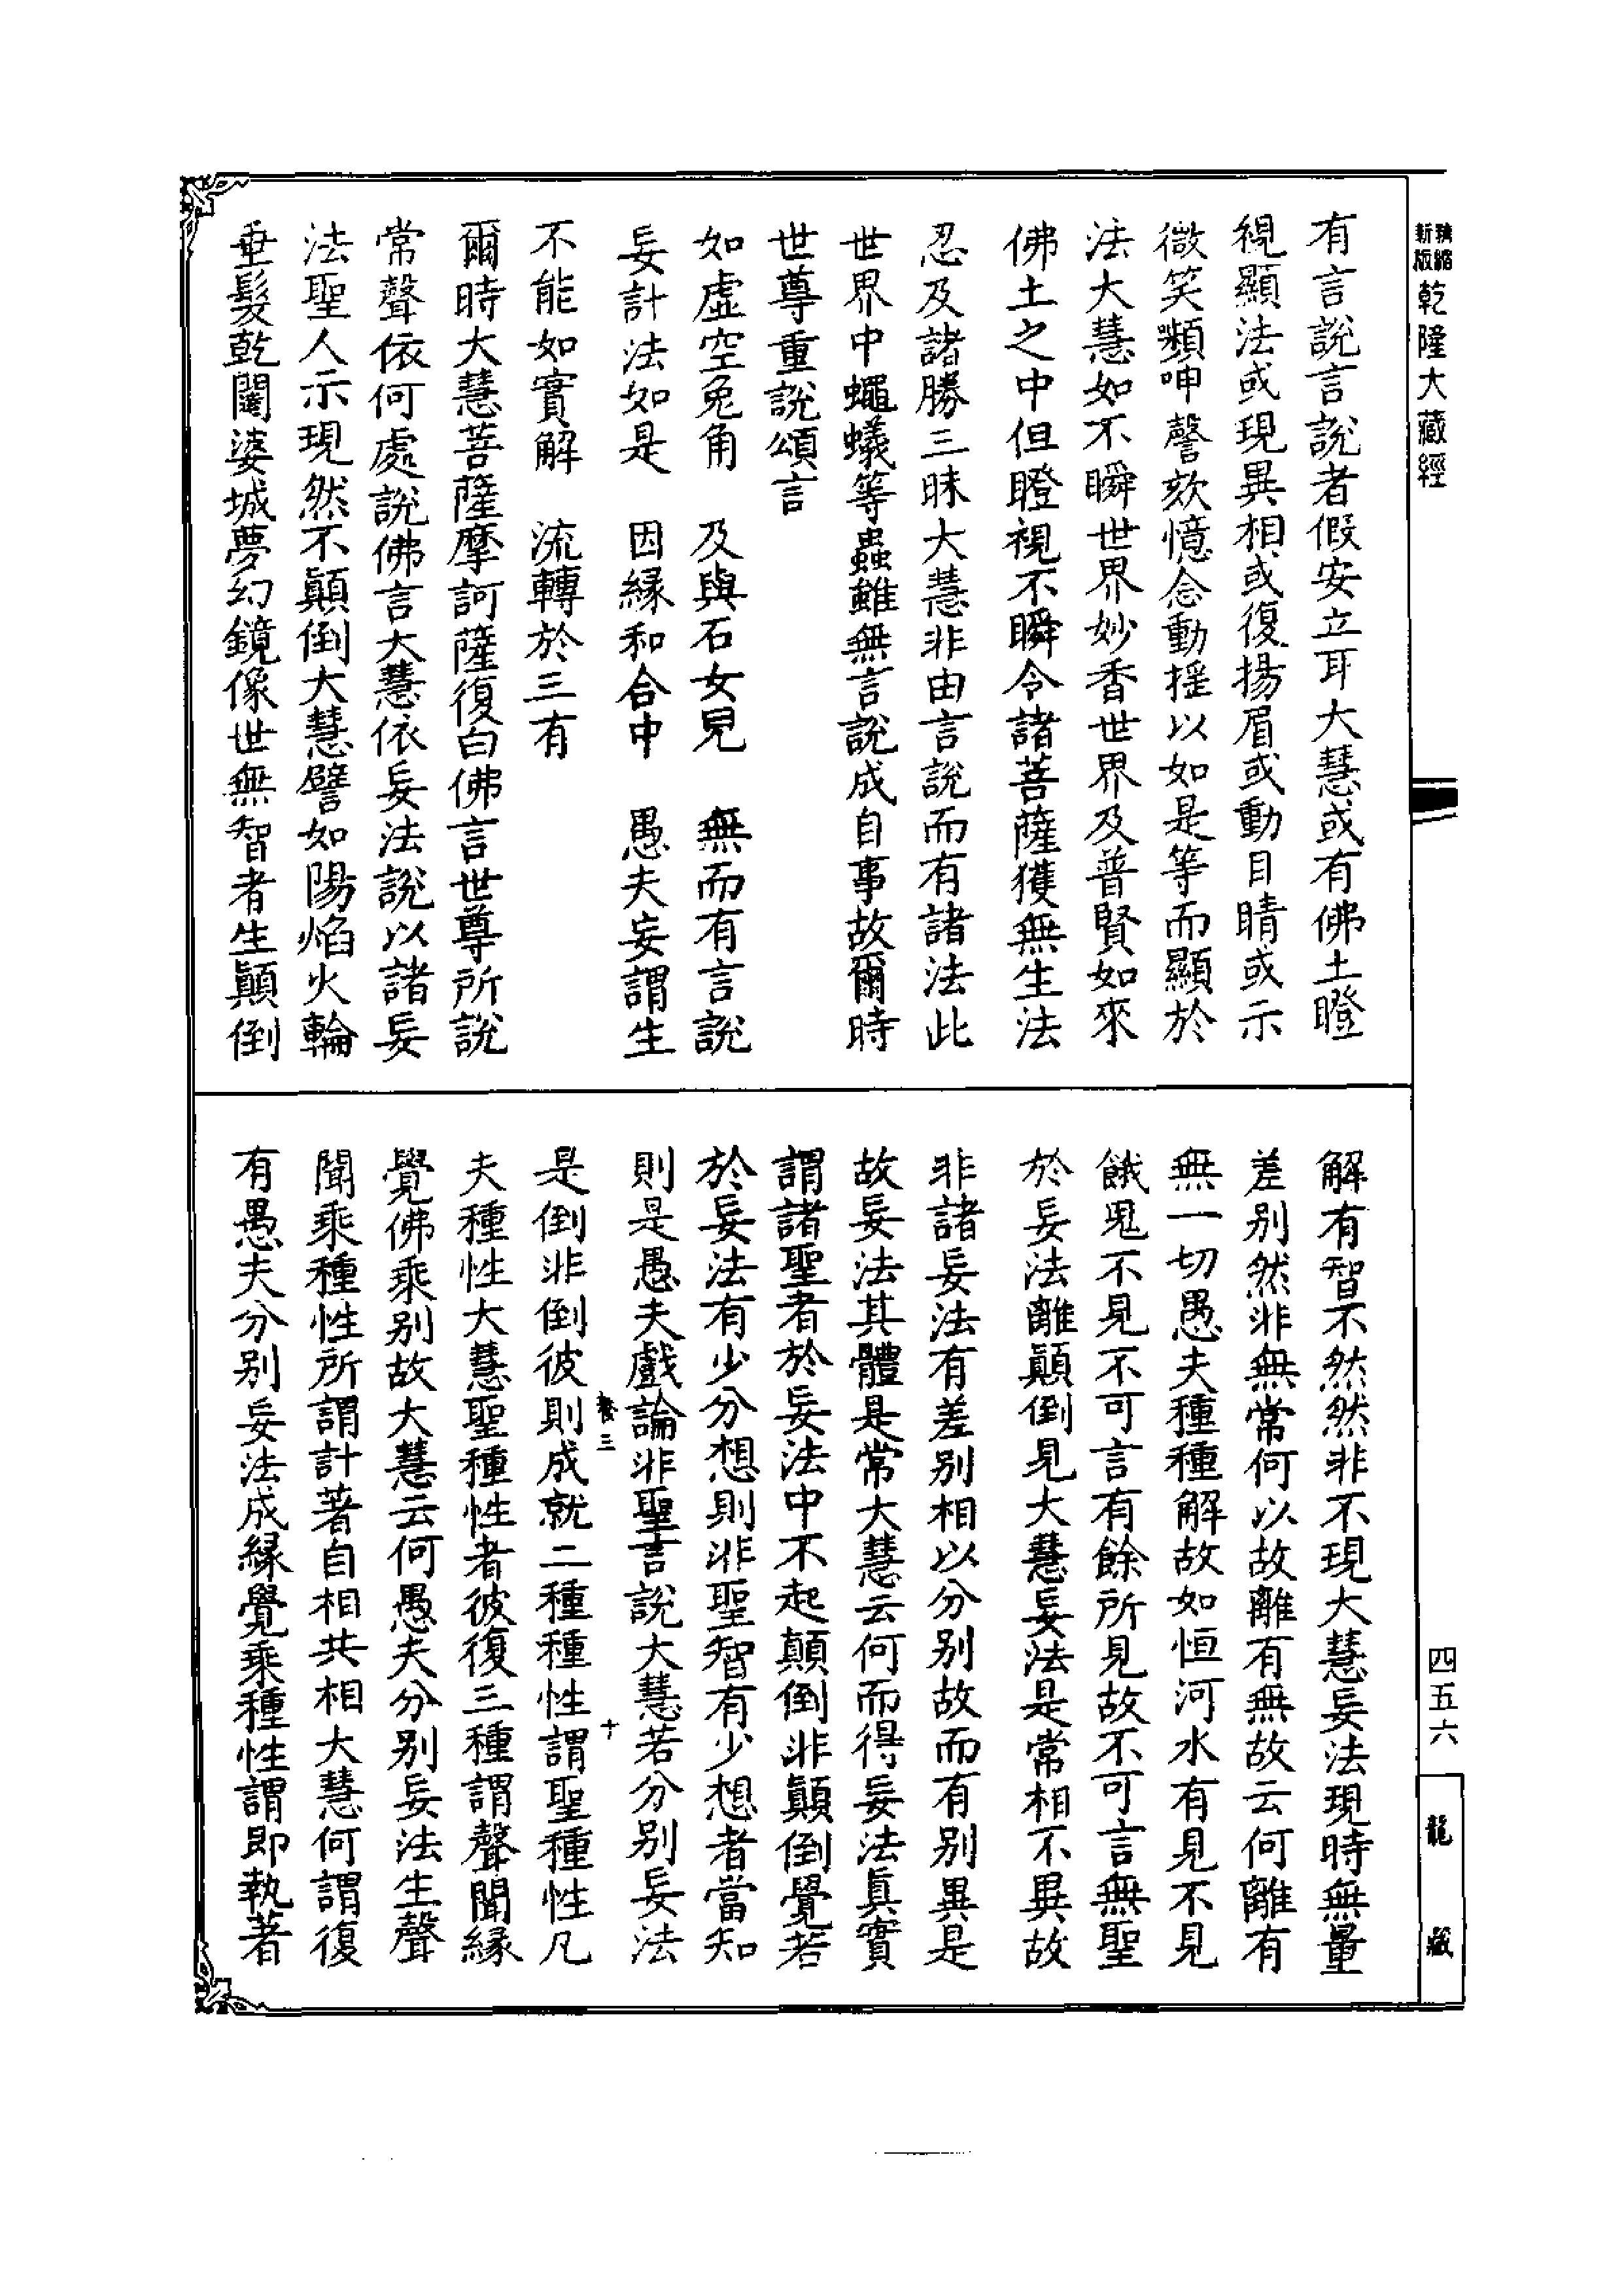 新版
精縮
乾隆大藏經
有言說言說者假安立耳大慧或有佛土瞪
視顯法或現異相或復揚眉或動目睛或示
微笑嚬呻謦欬憶念動搖以如是等而顯於
法大慧如不瞬世界妙香世界及普賢如來
佛土之中但瞪視不瞬令諸菩薩獲無生法
忍及諸勝三昧大慧非由言說而有諸法此
世界中蠅蟻等蟲雖無言說成自事故爾時
世尊重說頌言
如虛空兔角　及與石女兒　無而有言說
妄計法如是　因緣和合中　愚夫妄謂生
不能如實解　流轉於三有
爾時大慧菩薩摩訶薩復白佛言世尊所說
常聲依何處說佛言大慧依妄法說以諸妄
法聖人示現然不顛倒大慧譬如陽焰火輪
垂髮乾闥婆城夢幻鏡像世無智者生顛倒
解有智不然然非不現大慧妄法現時無量
差別然非無常何以故離有無故云何離有
無一切愚夫種種解故如恒河水有見不見
餓鬼不見不可言有餘所見故不可言無聖
於妄法離顛倒見大慧妄法是常相不異故
非諸妄法有差別相以分別故而有別異是
故妄法其體是常大慧云何而得妄法真實
謂諸聖者於妄法中不起顛倒非顛倒覺若
於妄法有少分想則非聖智有少想者當知
則是愚夫戲論非聖言說大慧若分別妄法
卷三　十
是倒非倒彼則成就二種種性謂聖種性凡
夫種性大慧聖種性者彼復三種謂聲聞緣
覺佛乘別故大慧云何愚夫分別妄法生聲
聞乘種性所謂計著自相共相大慧何謂復
有愚夫分別妄法成緣覺乘種性謂即執著
四五六
龍藏